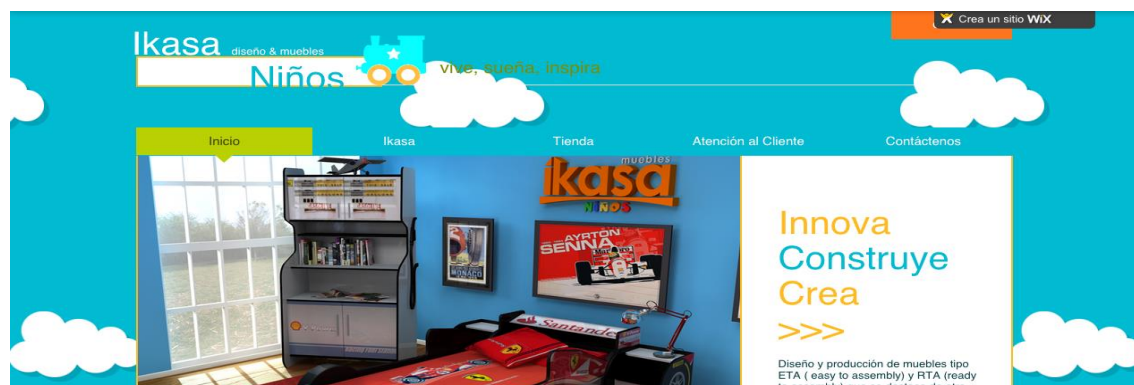 Crea un sitio WiX
Ikasa diseño & muebles
Niños
vive, sueña, inspira
Inicio
Ikasa
Tienda
Atención al Cliente
Contáctenos
muebles
ikasa
NIÑOS
AYRTON
SENNA
Marlboro
MONACO
Santander
Innova
Construye
Crea
>>>
Diseño y producción de muebles tipo
ETA ( easy to assembly) y RTA (ready